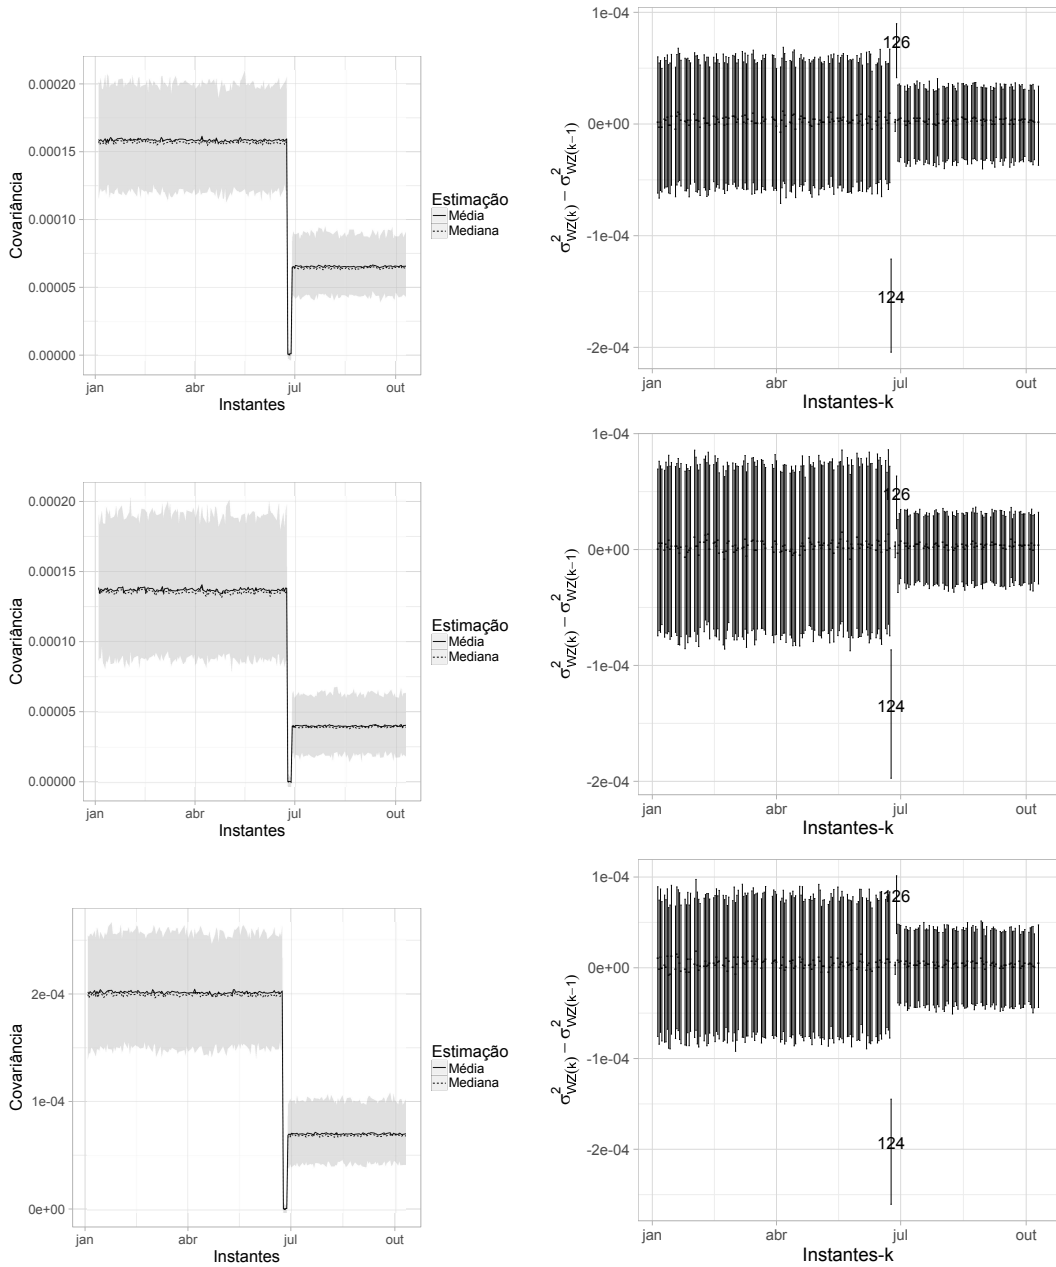 0.00020
0.00015
0.00010
0.00005
0.00000
Covariância
jan abr jul out
Instantes
Estimação
Média
Mediana
1e-04
0e+00
-1e-04
-2e-04
σ²WZ(k) − σ²WZ(k−1)
126
124
jan abr jul out
Instantes-k
0.00020
0.00015
0.00010
0.00005
0.00000
Covariância
jan abr jul out
Instantes
Estimação
Média
Mediana
1e-04
0e+00
-1e-04
-2e-04
σ²WZ(k) − σ²WZ(k−1)
126
124
jan abr jul out
Instantes-k
2e-04
1e-04
0e+00
Covariância
jan abr jul out
Instantes
Estimação
Média
Mediana
1e-04
0e+00
-1e-04
-2e-04
σ²WZ(k) − σ²WZ(k−1)
126
124
jan abr jul out
Instantes-k